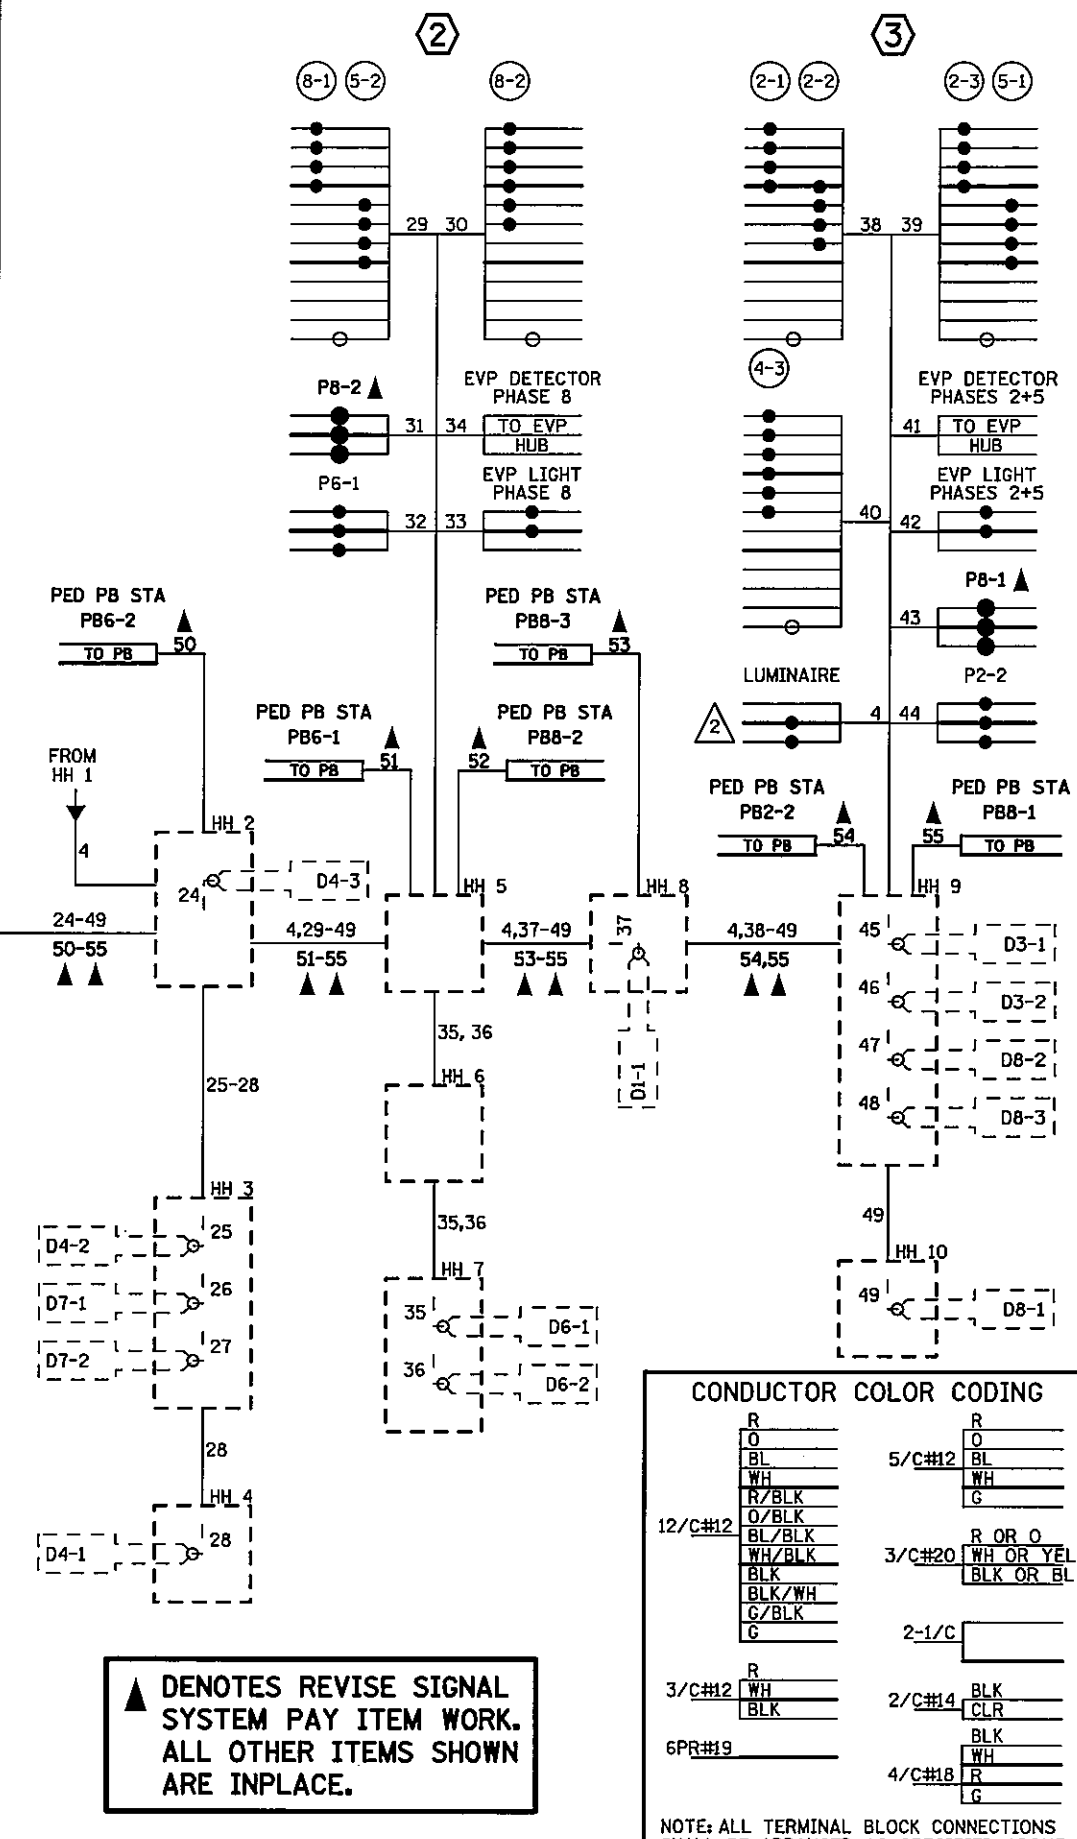 2
3
8-1 5-2 8-2
2-1 2-2 2-3 5-1
29 30
38 39
4-3
P8-2 ▲
EVP DETECTOR
PHASE 8
31 34 TO EVP
HUB
P6-1
EVP LIGHT
PHASE 8
32 33
EVP DETECTOR
PHASES 2+5
41 TO EVP
HUB
EVP LIGHT
PHASES 2+5
40 42
P8-1 ▲
43
LUMINAIRE P2-2
2 4 44
PED PB STA
PB6-2
TO PB 50
PED PB STA
PB8-3
TO PB 53
PED PB STA
PB6-1
TO PB 51
PED PB STA
PB8-2
52 TO PB
PED PB STA
PB2-2
TO PB 54
PED PB STA
PB8-1
55 TO PB
FROM
HH 1
4
HH 2
24 D4-3
24-49
50-55
4,29-49
51-55
HH 5
4,37-49
53-55
HH 8
37
D1-1
4,38-49
54,55
HH 9
45 D3-1
46 D3-2
47 D8-2
48 D8-3
25-28
35, 36
HH 6
35,36
HH 3
D4-2 25
D7-1 26
D7-2 27
HH 7
35 D6-1
36 D6-2
49
HH 10
49 D8-1
28
HH 4
D4-1 28
▲ DENOTES REVISE SIGNAL
SYSTEM PAY ITEM WORK.
ALL OTHER ITEMS SHOWN
ARE INPLACE.
CONDUCTOR COLOR CODING
12/C#12
R
O
BL
WH
R/BLK
O/BLK
BL/BLK
WH/BLK
BLK
BLK/WH
G/BLK
G
3/C#12
R
WH
BLK
6PR#19
5/C#12
R
O
BL
WH
G
3/C#20
R OR O
WH OR YEL
BLK OR BL
2-1/C
2/C#14
BLK
CLR
4/C#18
BLK
WH
R
G
NOTE: ALL TERMINAL BLOCK CONNECTIONS